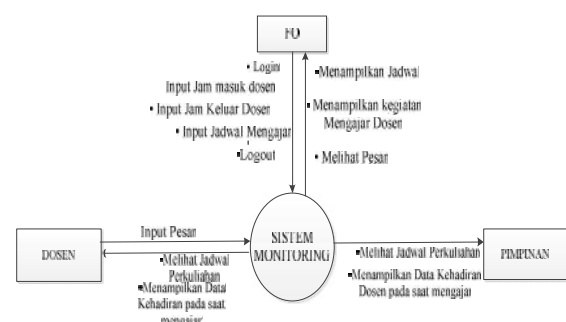 FO
• Login
Input Jam masuk dosen
• Input Jam Keluar Dosen
• Input Jadwal Mengajar
• Logout
▪Menampilkan Jadwal
▪ Menampilkan kegiatan
Mengajar Dosen
▪ Melihat Pesan
DOSEN
Input Pesan
▪Melihat Jadwal
Perkuliahan
▪Menampilkan Data
Kehadiran pada saat
mengajar
SISTEM
MONITORING
▪Melihat Jadwal Perkuliahan
▪Menampilkan Data Kehadiran
Dosen pada saat mengajar
PIMPINAN